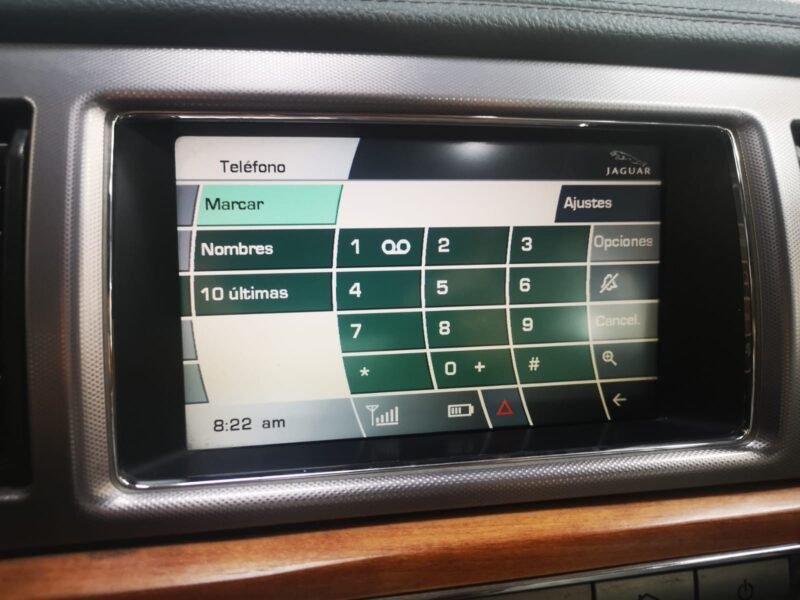 Teléfono
JAGUAR
Marcar
Ajustes
Nombres
1
2
3
Opciones
10 últimas
4
5
6
7
8
9
Cancel.
*
0 +
#
8:22 am